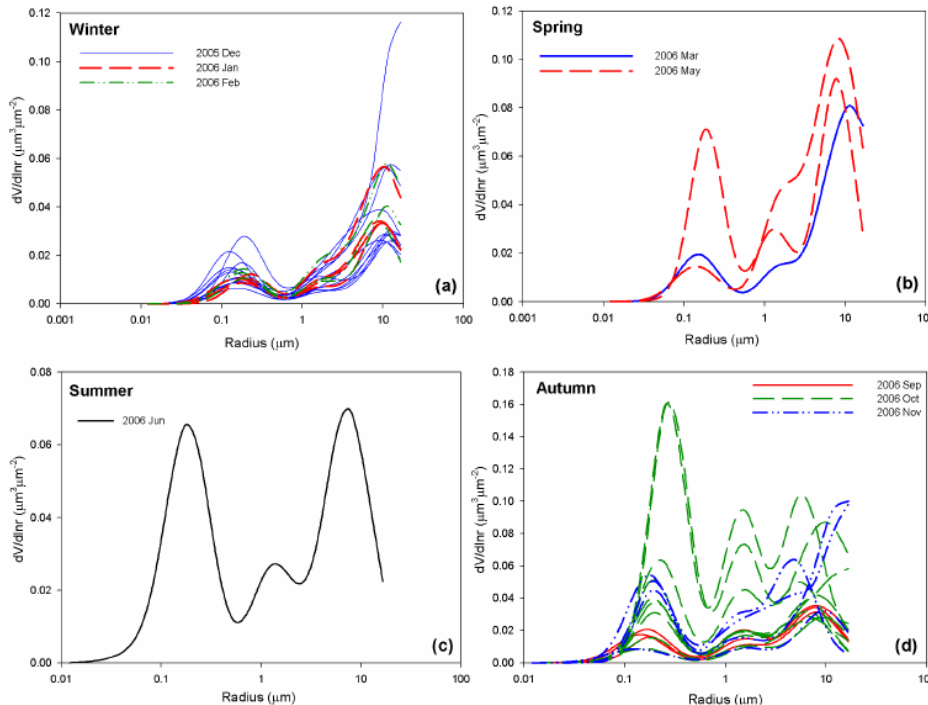 Winter
2005 Dec
2006 Jan
2006 Feb
dV/dlnr (μm³μm⁻²)
0.12
0.10
0.08
0.06
0.04
0.02
0.00
0.001 0.01 0.1 1 10 100
Radius (μm)
(a)
Spring
2006 Mar
2006 May
dV/dlnr (μm³μm⁻²)
0.12
0.10
0.08
0.06
0.04
0.02
0.00
0.001 0.01 0.1 1 10 100
Radius (μm)
(b)
Summer
2006 Jun
dV/dlnr (μm³μm⁻²)
0.08
0.06
0.04
0.02
0.00
0.01 0.1 1 10 100
Radius (μm)
(c)
Autumn
2006 Sep
2006 Oct
2006 Nov
dV/dlnr (μm³μm⁻²)
0.18
0.16
0.14
0.12
0.10
0.08
0.06
0.04
0.02
0.00
0.01 0.1 1 10 100
Radius (μm)
(d)